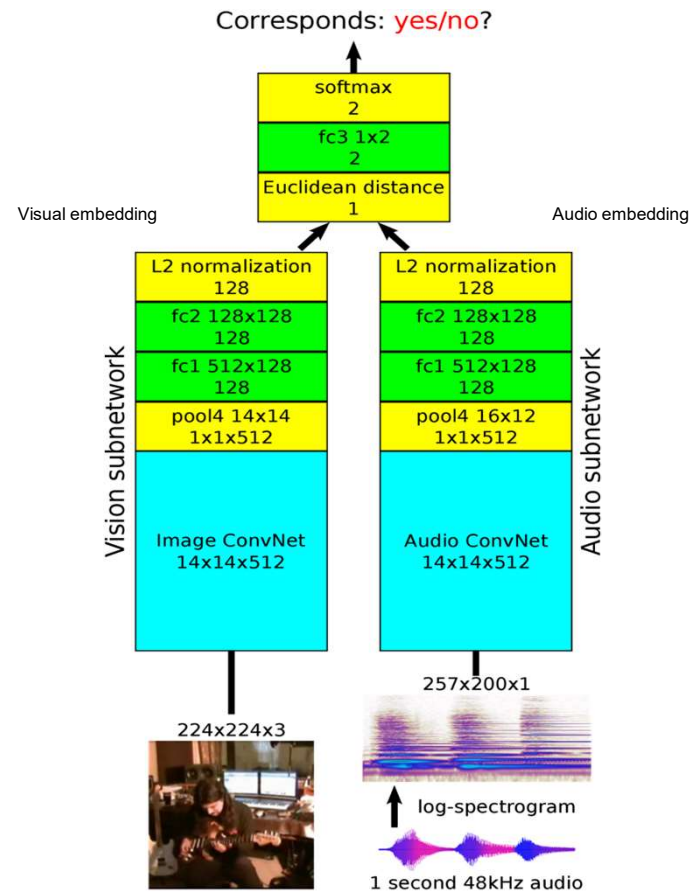 Corresponds: yes/no?
softmax
2
fc3 1x2
2
Euclidean distance
1
Visual embedding
Audio embedding
L2 normalization
128
fc2 128x128
128
fc1 512x128
128
pool4 14x14
1x1x512
Image ConvNet
14x14x512
Vision subnetwork
224x224x3
L2 normalization
128
fc2 128x128
128
fc1 512x128
128
pool4 16x12
1x1x512
Audio ConvNet
14x14x512
Audio subnetwork
257x200x1
log-spectrogram
1 second 48kHz audio